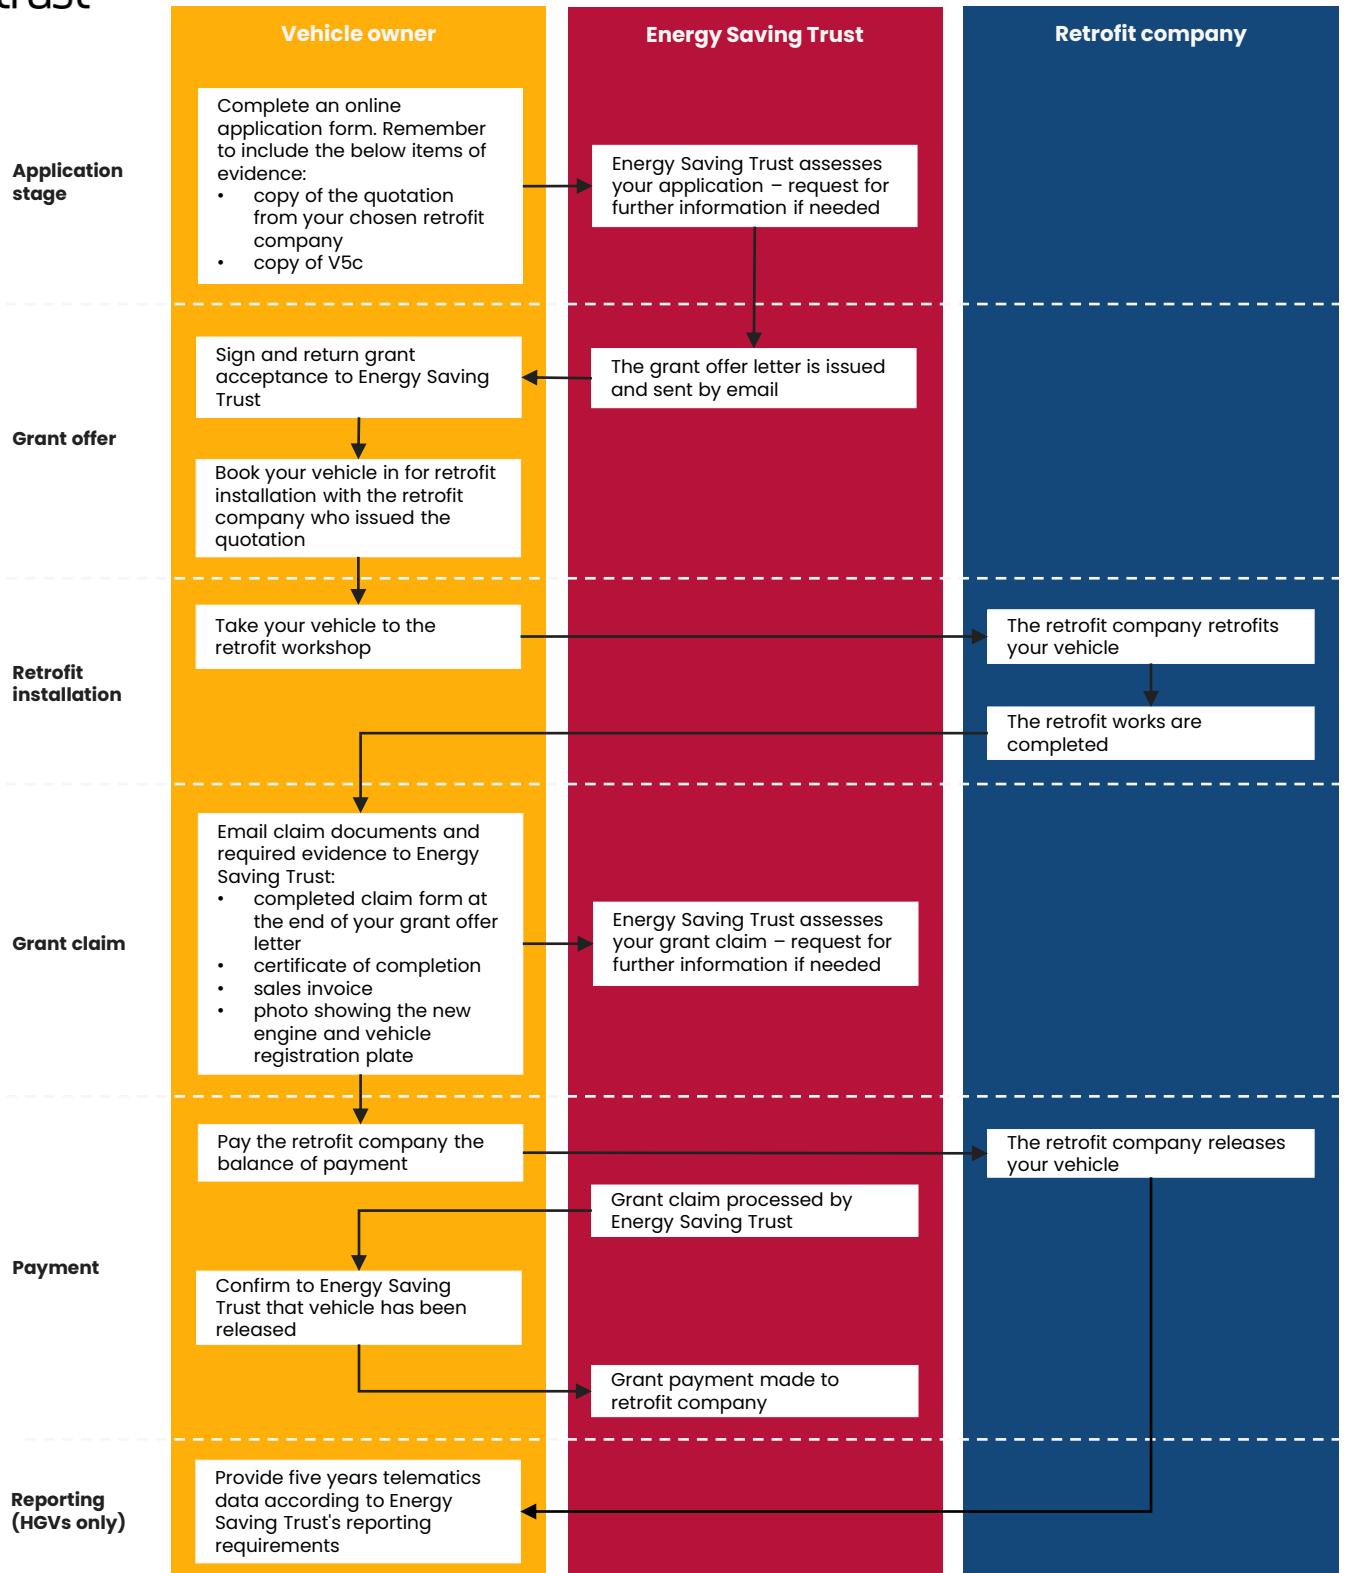 trust
Vehicle owner
Energy Saving Trust
Retrofit company
Application
stage
Complete an online
application form. Remember
to include the below items of
evidence:
• copy of the quotation
from your chosen retrofit
company
• copy of V5c
Energy Saving Trust assesses
your application – request for
further information if needed
Grant offer
The grant offer letter is issued
and sent by email
Sign and return grant
acceptance to Energy Saving
Trust
Book your vehicle in for retrofit
installation with the retrofit
company who issued the
quotation
Retrofit
installation
Take your vehicle to the
retrofit workshop
The retrofit company retrofits
your vehicle
The retrofit works are
completed
Grant claim
Email claim documents and
required evidence to Energy
Saving Trust:
• completed claim form at
the end of your grant offer
letter
• certificate of completion
• sales invoice
• photo showing the new
engine and vehicle
registration plate
Energy Saving Trust assesses
your grant claim – request for
further information if needed
Payment
Pay the retrofit company the
balance of payment
The retrofit company releases
your vehicle
Grant claim processed by
Energy Saving Trust
Confirm to Energy Saving
Trust that vehicle has been
released
Grant payment made to
retrofit company
Reporting
(HGVs only)
Provide five years telematics
data according to Energy
Saving Trust's reporting
requirements